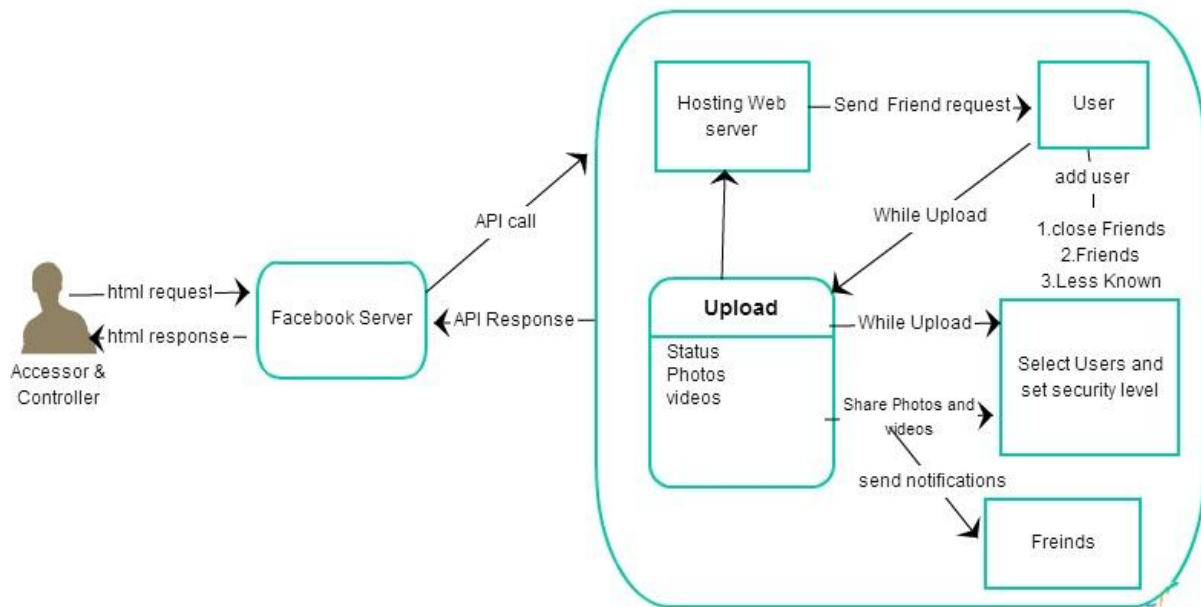 html request
html response
Accessor &
Controller
Facebook Server
API call
API Response
Hosting Web
server
Send Friend request
User
add user
1.close Friends
2.Friends
3.Less Known
While Upload
Upload
Status
Photos
videos
While Upload
Select Users and
set security level
Share Photos and
videos
send notifications
Freinds